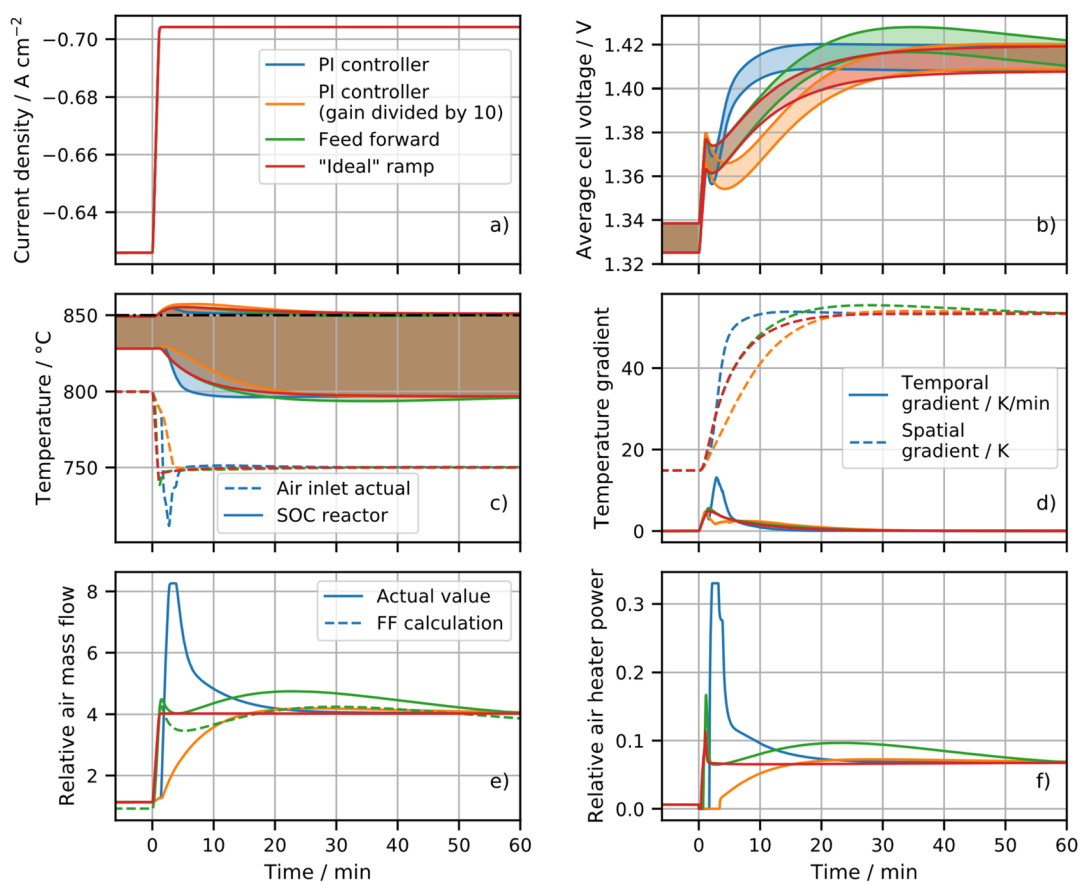 Current density / A cm⁻²
−0.70
−0.68
−0.66
−0.64
PI controller
PI controller
(gain divided by 10)
Feed forward
"Ideal" ramp
a)
Average cell voltage / V
1.42
1.40
1.38
1.36
1.34
1.32
b)
Temperature / °C
850
800
750
Air inlet actual
SOC reactor
c)
Temperature gradient
40
20
0
Temporal
gradient / K/min
Spatial
gradient / K
d)
Relative air mass flow
8
6
4
2
Actual value
FF calculation
e)
0 10 20 30 40 50 60
Time / min
Relative air heater power
0.3
0.2
0.1
0.0
f)
0 10 20 30 40 50 60
Time / min